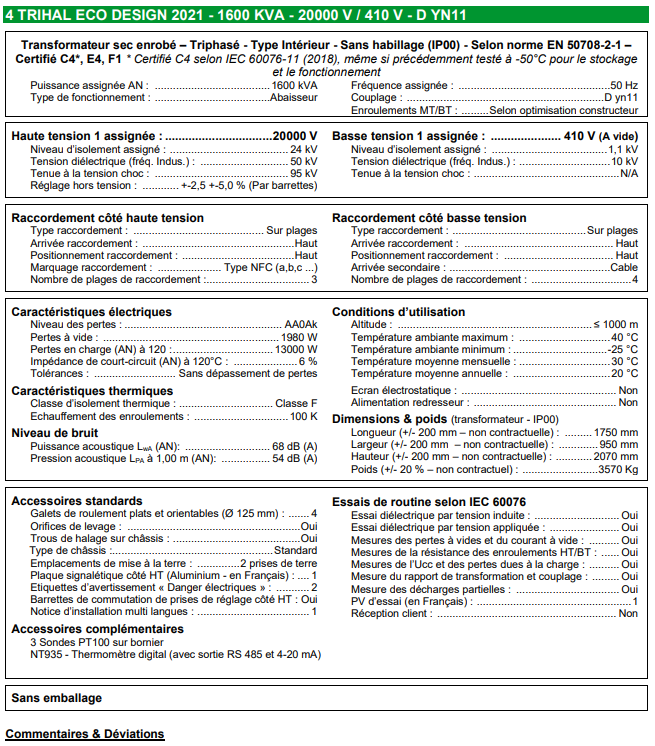 4 TRIHAL ECO DESIGN 2021 - 1600 KVA - 20000 V / 410 V - D YN11
Transformateur sec enrobé – Triphasé - Type Intérieur - Sans habillage (IP00) - Selon norme EN 50708-2-1 –
Certifié C4*, E4, F1 * Certifié C4 selon IEC 60076-11 (2018), même si précédemment testé à -50°C pour le stockage
et le fonctionnement
Puissance assignée AN : ................................1600 kVA
Type de fonctionnement : ................................Abaisseur
Fréquence assignée : ................................50 Hz
Couplage : ................................D yn11
Enroulements MT/BT : .........Selon optimisation constructeur
Haute tension 1 assignée : ................................20000 V
Niveau d'isolement assigné : ................................24 kV
Tension diélectrique (fréq. Indus.) : ................................50 kV
Tenue à la tension choc : ................................95 kV
Réglage hors tension : ............ +-2,5 +-5,0 % (Par barrettes)
Basse tension 1 assignée : ..................... 410 V (A vide)
Niveau d'isolement assigné : ................................1,1 kV
Tension diélectrique (fréq. Indus.) : ................................10 kV
Tenue à la tension choc : ................................N/A
Raccordement côté haute tension
Type raccordement : ................................Sur plages
Arrivée raccordement : ................................Haut
Positionnement raccordement : ................................Haut
Marquage raccordement : ..................... Type NFC (a,b,c ...)
Nombre de plages de raccordement :................................3
Raccordement côté basse tension
Type raccordement : ................................Sur plages
Arrivée raccordement : ................................Haut
Positionnement raccordement : ................................Haut
Arrivée secondaire : ................................Cable
Nombre de plages de raccordement : ................................4
Caractéristiques électriques
Niveau des pertes : ................................AA0Ak
Pertes à vide : ................................1980 W
Pertes en charge (AN) à 120 : ................................13000 W
Impédance de court-circuit (AN) à 120°C : ................................6 %
Tolérances : ................................Sans dépassement de pertes
Caractéristiques thermiques
Classe d'isolement thermique : ................................Classe F
Echauffement des enroulements : ................................100 K
Niveau de bruit
Puissance acoustique LWA (AN): ................................68 dB (A)
Pression acoustique LPA à 1,00 m (AN): ................. 54 dB (A)
Conditions d'utilisation
Altitude : ................................≤ 1000 m
Température ambiante maximum : ................................40 °C
Température ambiante minimum : ................................-25 °C
Température moyenne mensuelle : ................................30 °C
Température moyenne annuelle : ................................20 °C
Ecran électrostatique : ................................Non
Alimentation redresseur : ................................Non
Dimensions & poids (transformateur - IP00)
Longueur (+/- 200 mm – non contractuelle) : ......... 1750 mm
Largeur (+/- 200 mm – non contractuelle) : ........... 950 mm
Hauteur (+/- 200 mm – non contractuelle) : ........... 2070 mm
Poids (+/- 20 % – non contractuel) : .........................3570 Kg
Accessoires standards
Galets de roulement plats et orientables (Ø 125 mm) : ....... 4
Orifices de levage : ................................Oui
Trous de halage sur châssis : ................................Oui
Type de châssis : ................................Standard
Emplacements de mise à la terre : ...............2 prises de terre
Plaque signalétique côté HT (Aluminium - en Français) : .... 1
Etiquettes d'avertissement « Danger électriques » : ........... 2
Barrettes de commutation de prises de réglage côté HT : Oui
Notice d'installation multi langues : ................................1
Accessoires complémentaires
3 Sondes PT100 sur bornier
NT935 - Thermomètre digital (avec sortie RS 485 et 4-20 mA)
Essais de routine selon IEC 60076
Essai diélectrique par tension induite : ................................Oui
Essai diélectrique par tension appliquée : ................................Oui
Mesures des pertes à vides et du courant à vide : ......... Oui
Mesures de la résistance des enroulements HT/BT : ...... Oui
Mesures de l'Ucc et des pertes dues à la charge : ......... Oui
Mesure du rapport de transformation et couplage : ......... Oui
Mesure des décharges partielles : ................................Oui
PV d'essai (en Français) : ................................1
Réception client : ................................Non
Sans emballage
Commentaires & Déviations